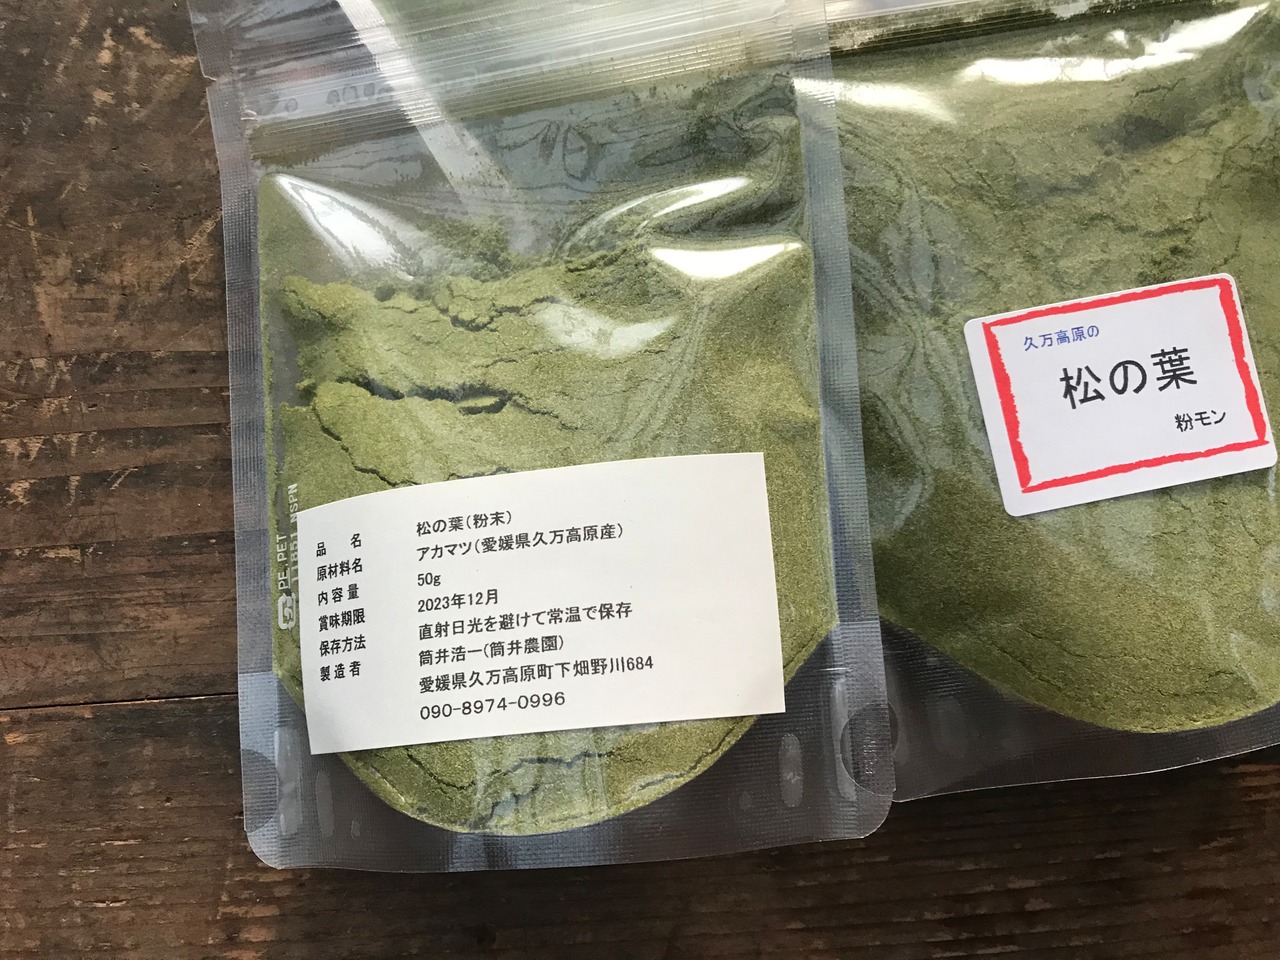 品名 松の葉(粉末)
原材料名 アカマツ(愛媛県久万高原産)
内容量 50g
賞味期限 2023年12月
保存方法 直射日光を避けて常温で保存
製造者 筒井浩一(筒井農園)
愛媛県久万高原町下畑野川684
090-8974-0996
PE,PET
11851 NSPN
久万高原の
松の葉
粉モン